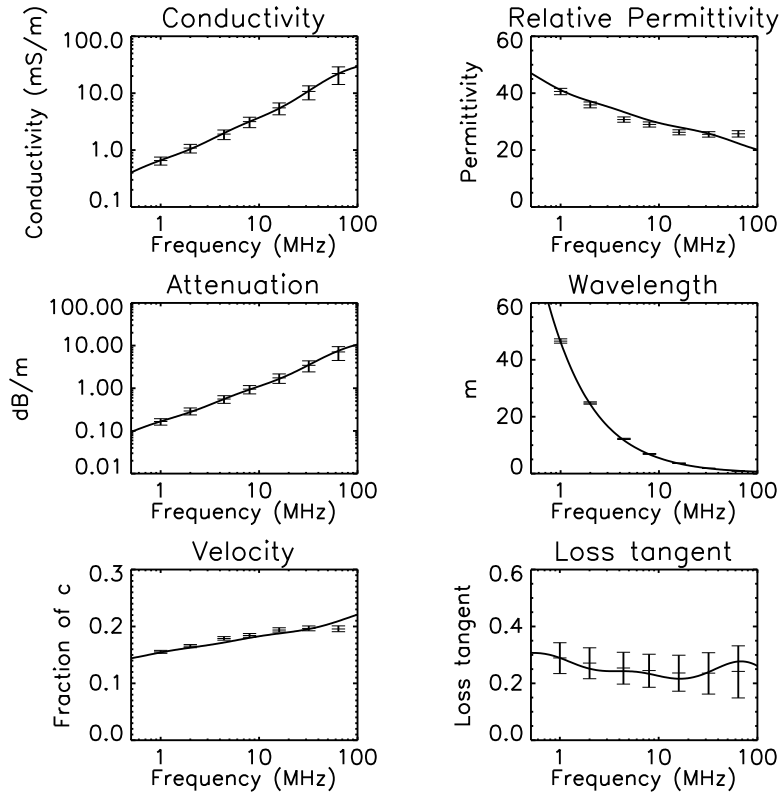 Conductivity
Conductivity (mS/m)
100.0
10.0
1.0
0.1
1 10 100
Frequency (MHz)
Relative Permittivity
Permittivity
60
40
20
0
1 10 100
Frequency (MHz)
Attenuation
dB/m
100.00
10.00
1.00
0.10
0.01
1 10 100
Frequency (MHz)
Wavelength
m
60
40
20
0
1 10 100
Frequency (MHz)
Velocity
Fraction of c
0.3
0.2
0.1
0.0
1 10 100
Frequency (MHz)
Loss tangent
Loss tangent
0.6
0.4
0.2
0.0
1 10 100
Frequency (MHz)